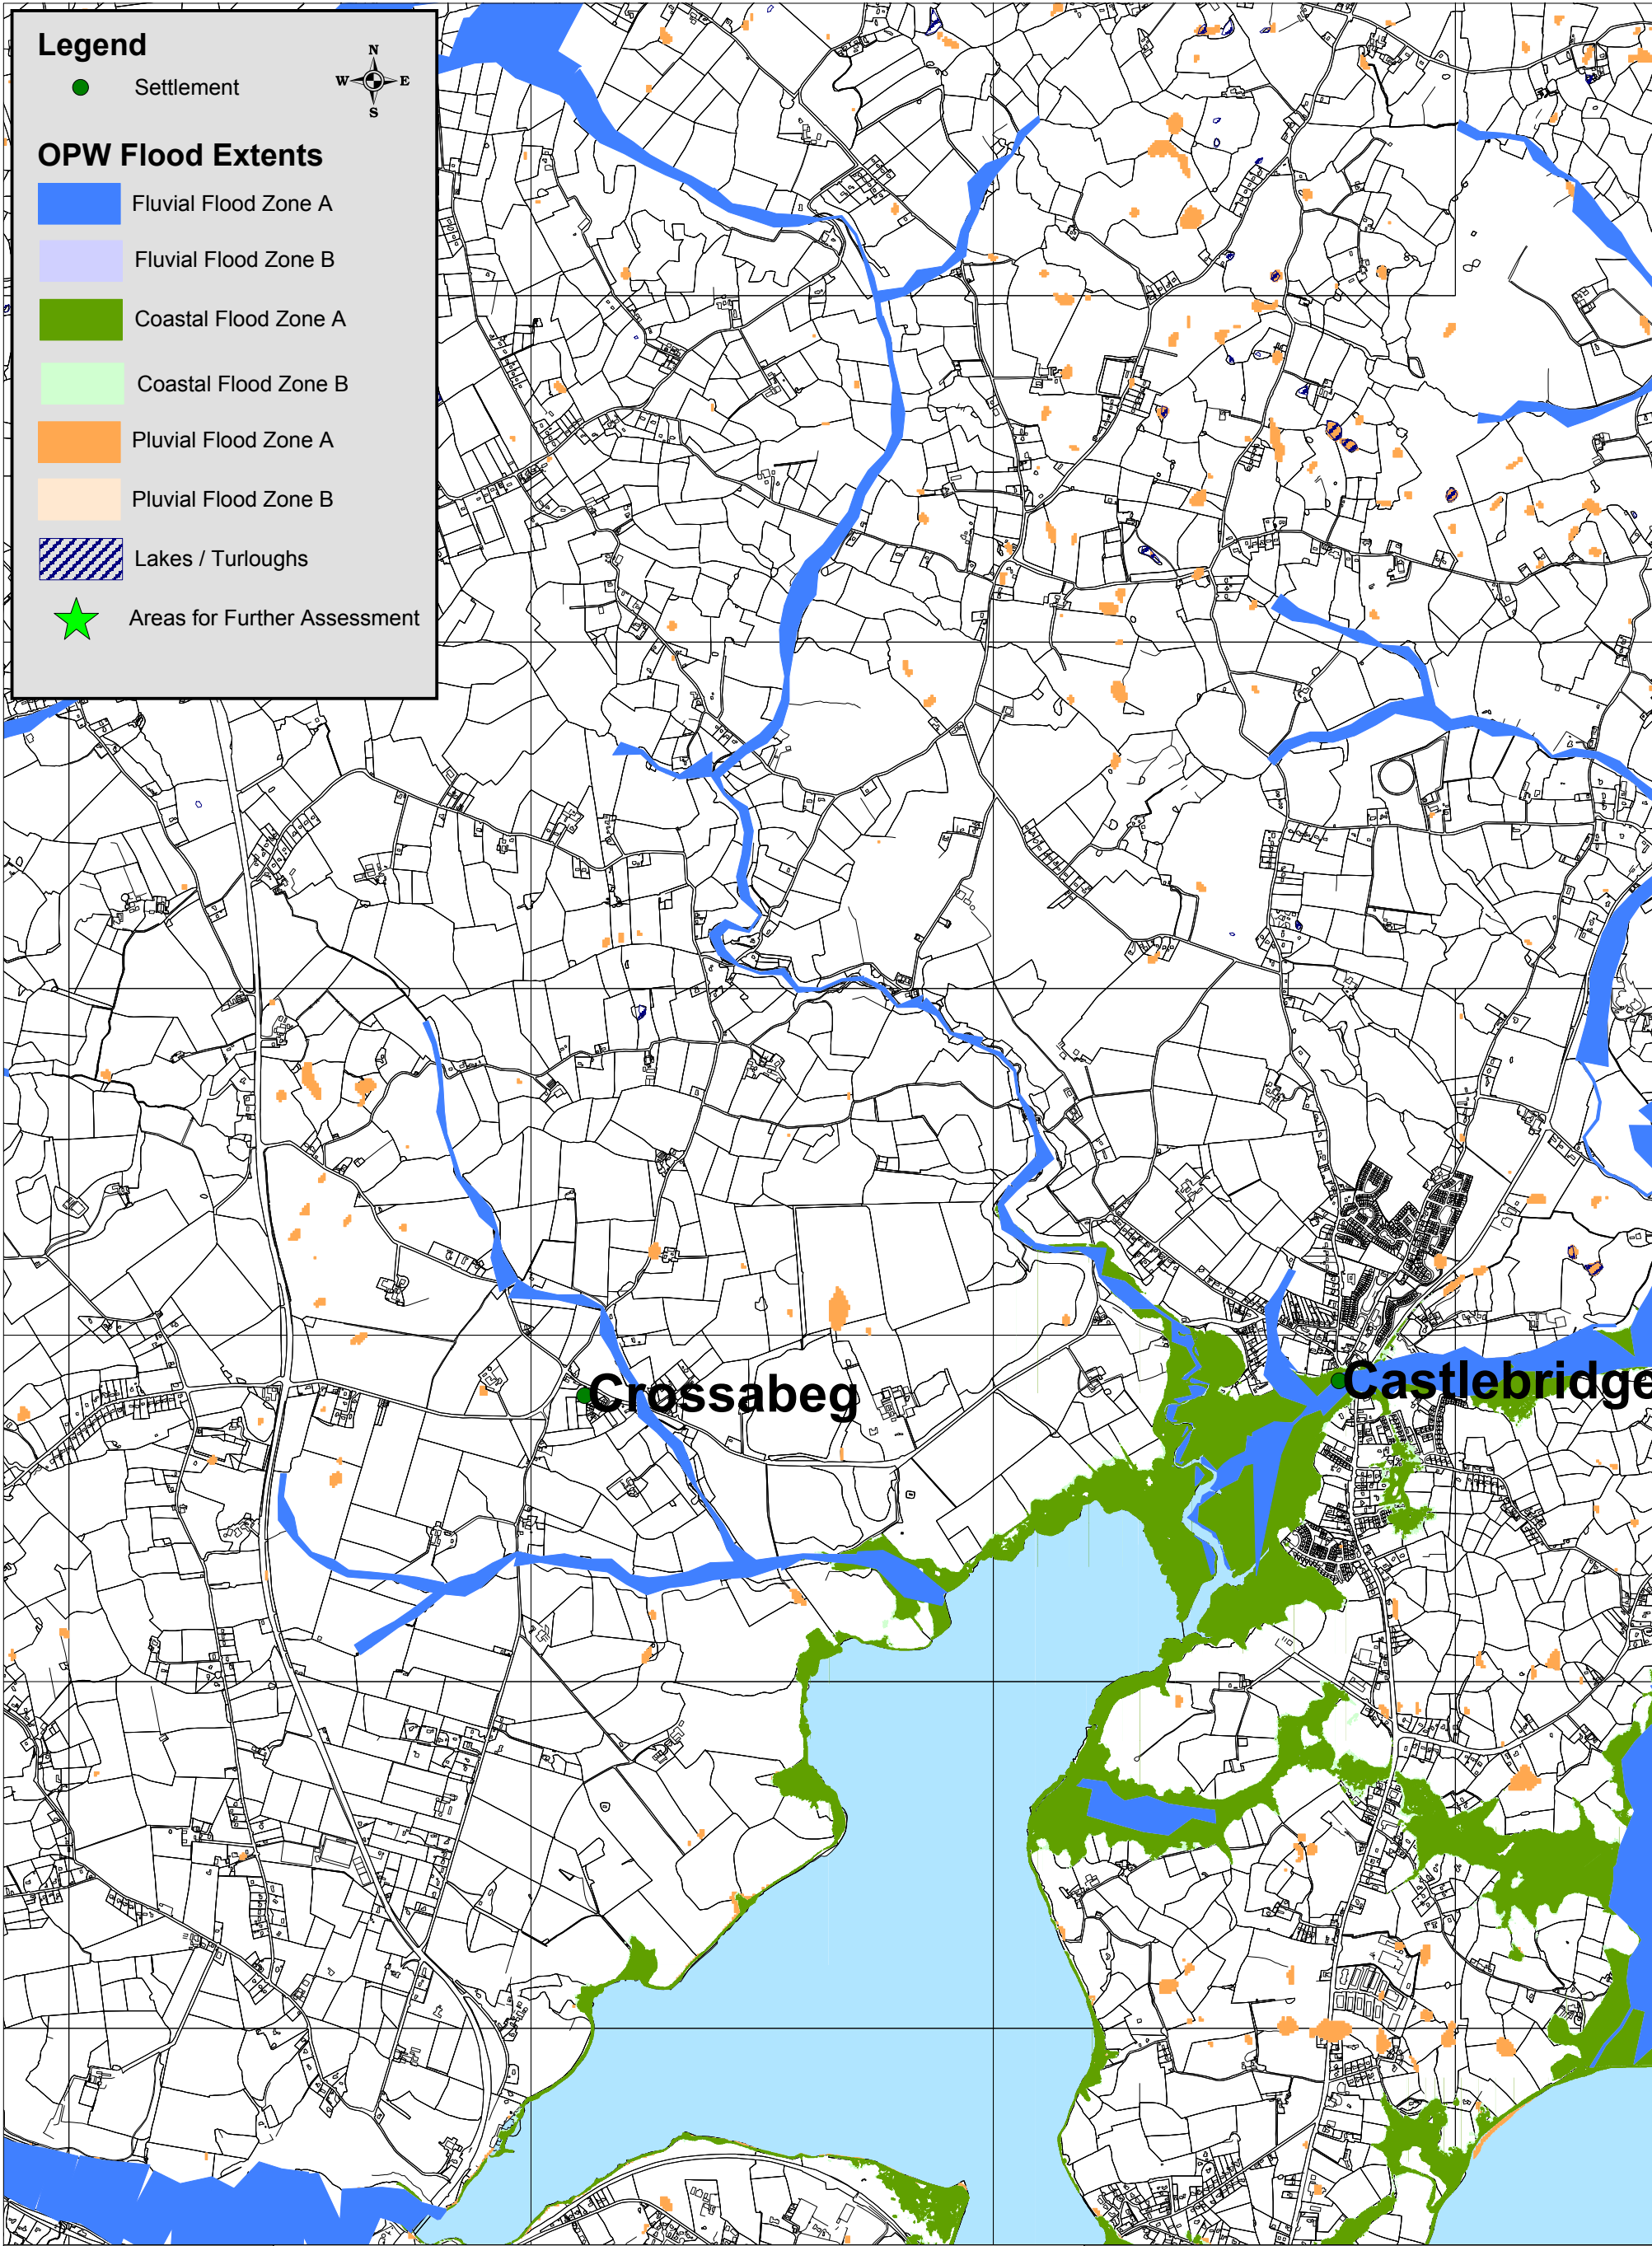 Legend
N
W E
S
Settlement
OPW Flood Extents
Fluvial Flood Zone A
Fluvial Flood Zone B
Coastal Flood Zone A
Coastal Flood Zone B
Pluvial Flood Zone A
Pluvial Flood Zone B
Lakes / Turloughs
Areas for Further Assessment
Castlebridge
Crossabeg